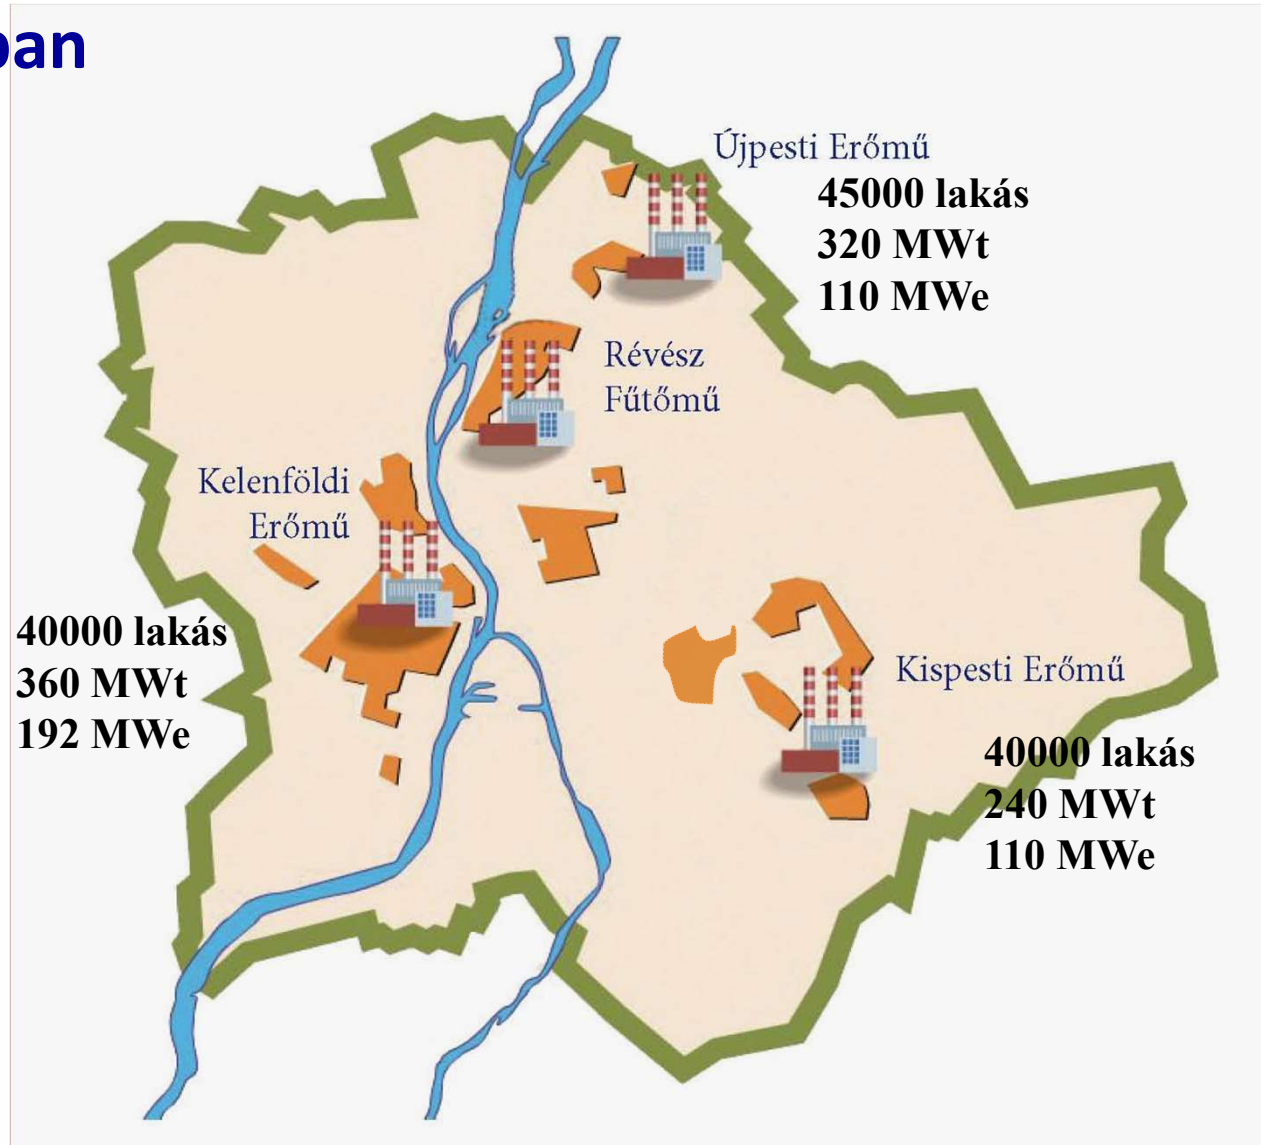 ban
Újpesti Erőmű
45000 lakás
320 MWt
110 MWe
Révész
Fűtőmű
Kelenföldi
Erőmű
40000 lakás
360 MWt
192 MWe
Kispesti Erőmű
40000 lakás
240 MWt
110 MWe